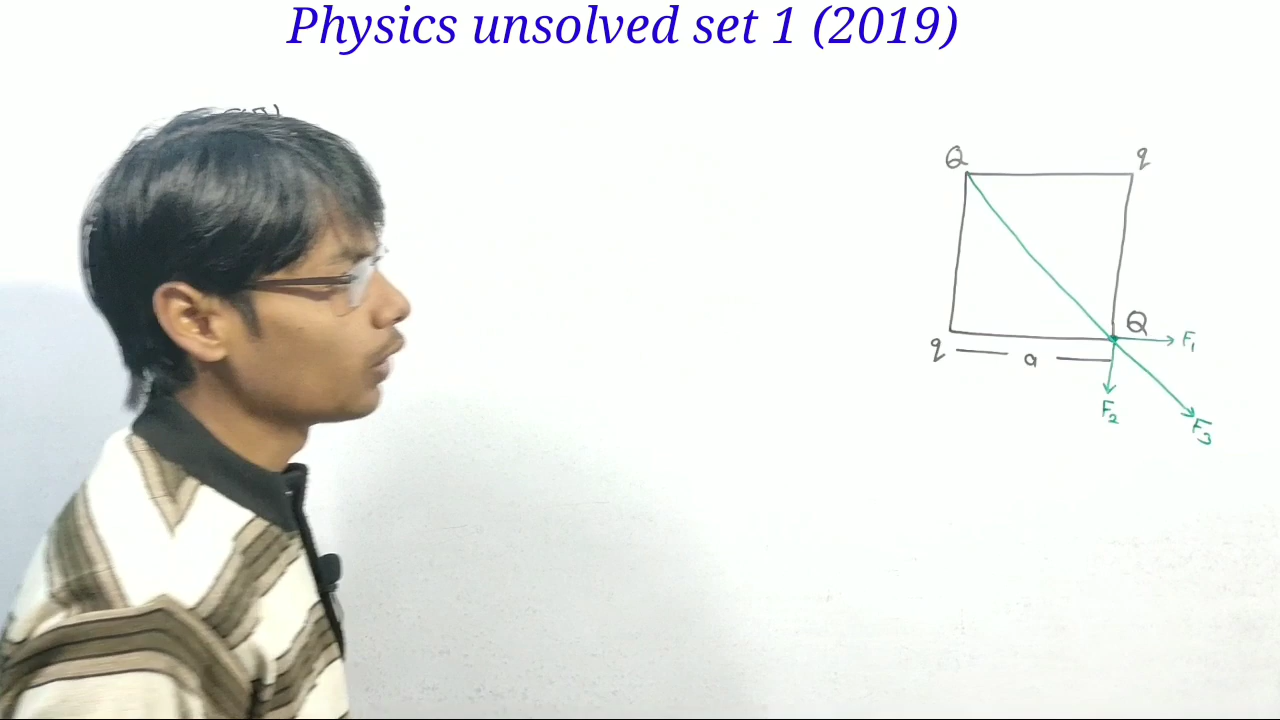 Physics unsolved set 1 (2019)
Q
q
Q
F₁
q
a
F₂
F₃